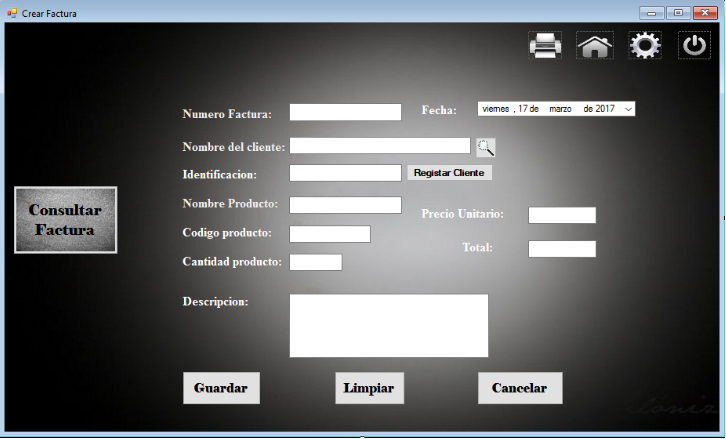 Crear Factura
Numero Factura:
Fecha:
viernes , 17 de marzo de 2017
Nombre del cliente:
Identificacion:
Registar Cliente
Nombre Producto:
Precio Unitario:
Consultar
Factura
Codigo producto:
Total:
Cantidad producto:
Descripcion:
Guardar
Limpiar
Cancelar